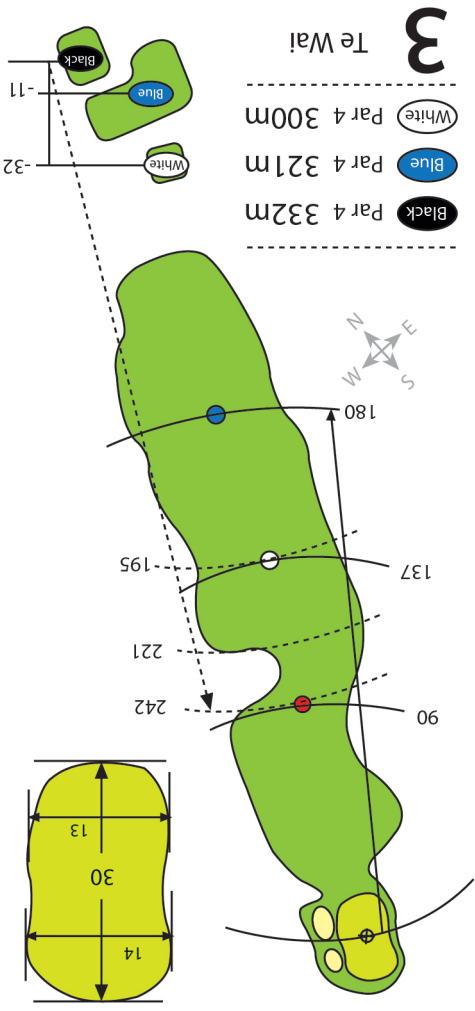 14
30
13
90
242
221
137
195
180
S W
E N
Black Par 4 332m
Blue Par 4 321m
White Par 4 300m
3 Te Wai
White -32
Blue -11
Black